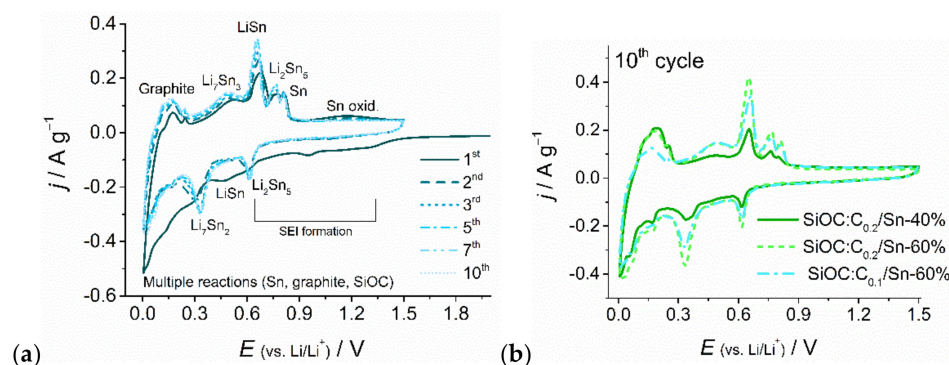 (a)
j / A g⁻¹
0.4
0.2
0.0
-0.2
-0.4
-0.6
LiSn
Li₇Sn₃
Li₂Sn₅
Graphite
Sn
Sn oxid.
LiSn
Li₂Sn₅
Li₇Sn₂
SEI formation
1st
2nd
3rd
5th
7th
10th
Multiple reactions (Sn, graphite, SiOC)
0.0 0.3 0.6 0.9 1.2 1.5 1.8
E (vs. Li/Li⁺) / V
(b)
j / A g⁻¹
0.4
0.2
0.0
-0.2
-0.4
10th cycle
SiOC:C₀.₂/Sn-40%
SiOC:C₀.₂/Sn-60%
SiOC:C₀.₁/Sn-60%
0.0 0.3 0.6 0.9 1.2 1.5
E (vs. Li/Li⁺) / V